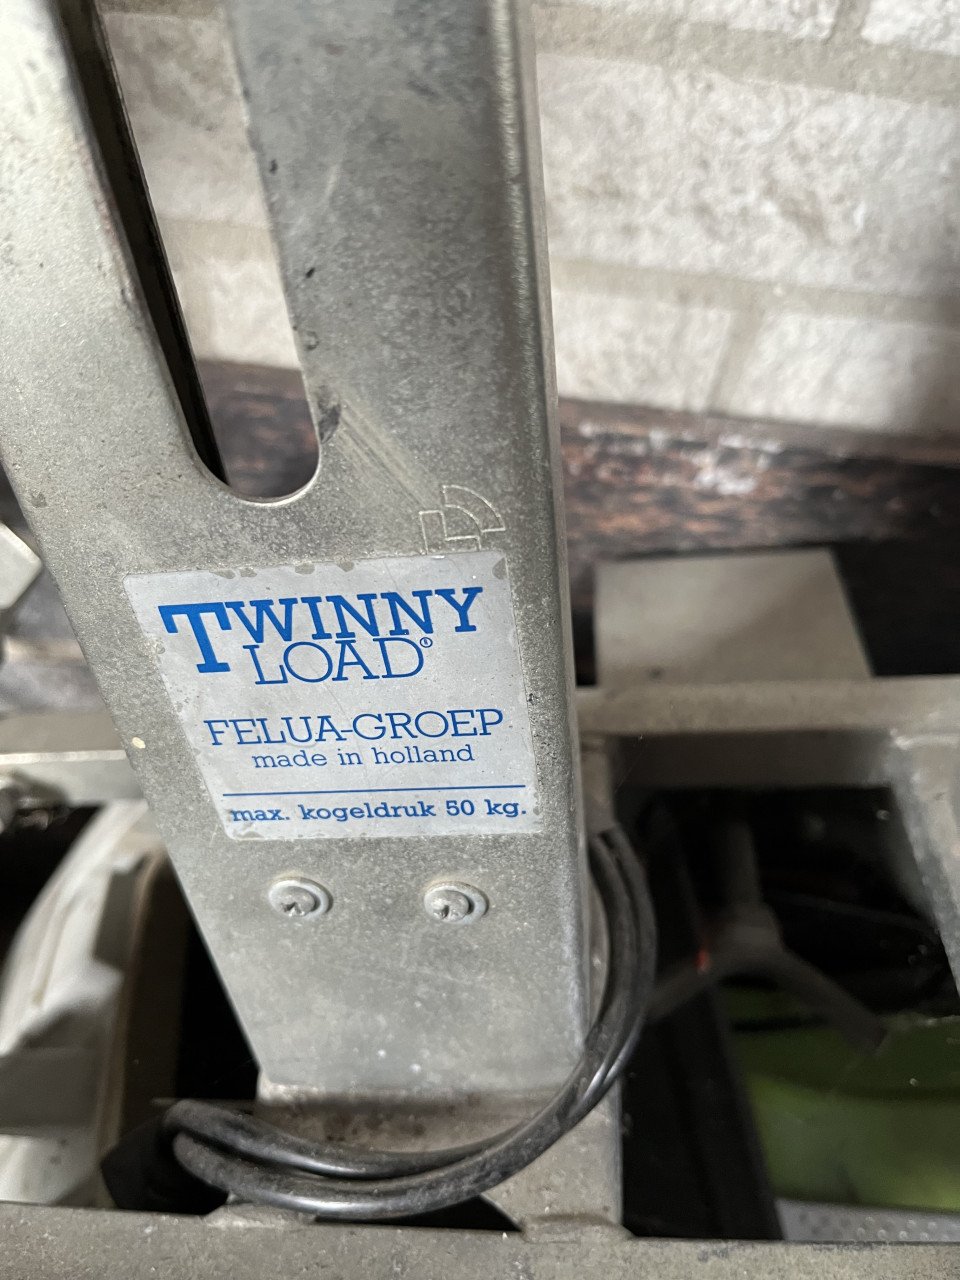 TWINNY
LOAD®
FELUA-GROEP
made in holland
max. kogeldruk 50 kg.